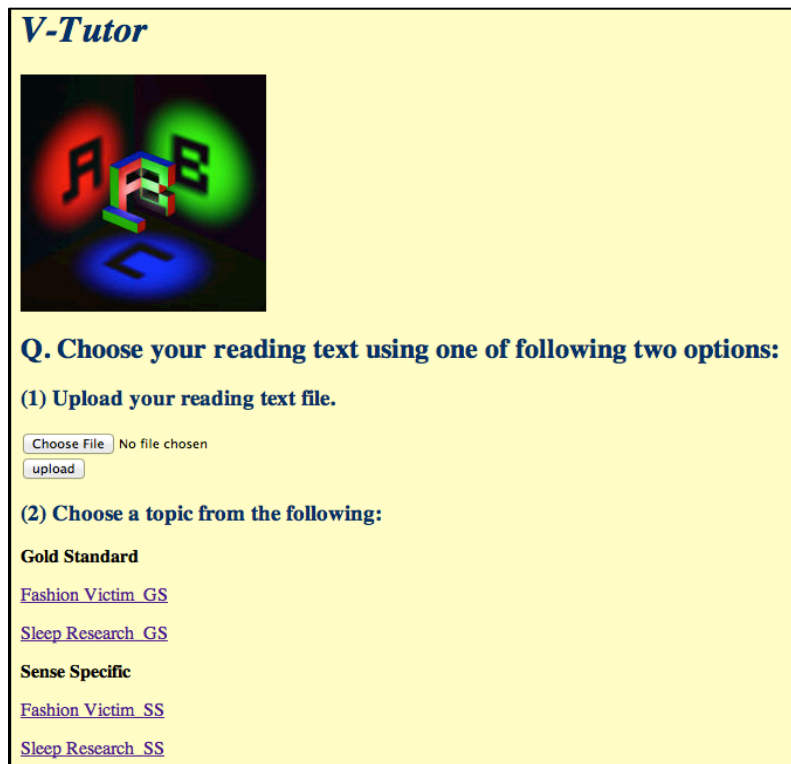 V-Tutor
A B
C
Q. Choose your reading text using one of following two options:
(1) Upload your reading text file.
Choose File No file chosen
upload
(2) Choose a topic from the following:
Gold Standard
Fashion Victim_GS
Sleep Research_GS
Sense Specific
Fashion Victim_SS
Sleep Research_SS